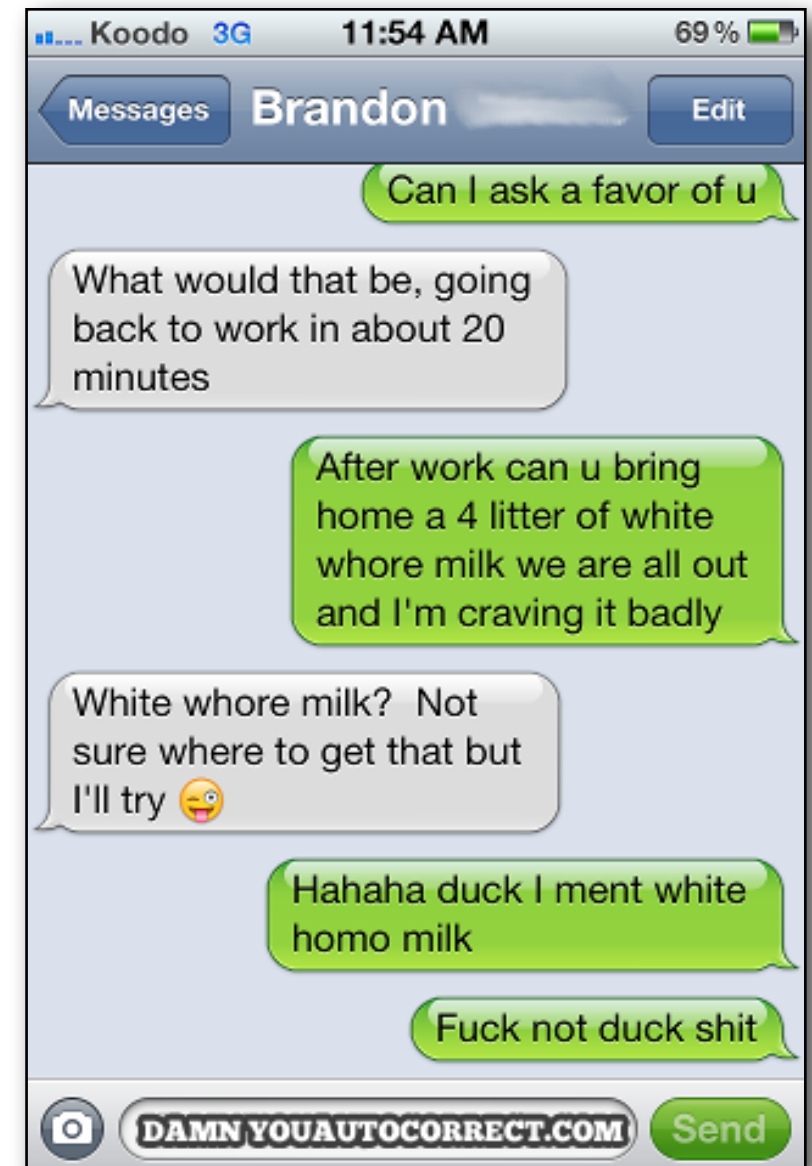 Koodo 3G 11:54 AM 69%
Messages Brandon Edit
Can I ask a favor of u
What would that be, going
back to work in about 20
minutes
After work can u bring
home a 4 litter of white
whore milk we are all out
and I'm craving it badly
White whore milk? Not
sure where to get that but
I'll try 😜
Hahaha duck I ment white
homo milk
Fuck not duck shit
DAMNYOUAUTOCORRECT.COM Send